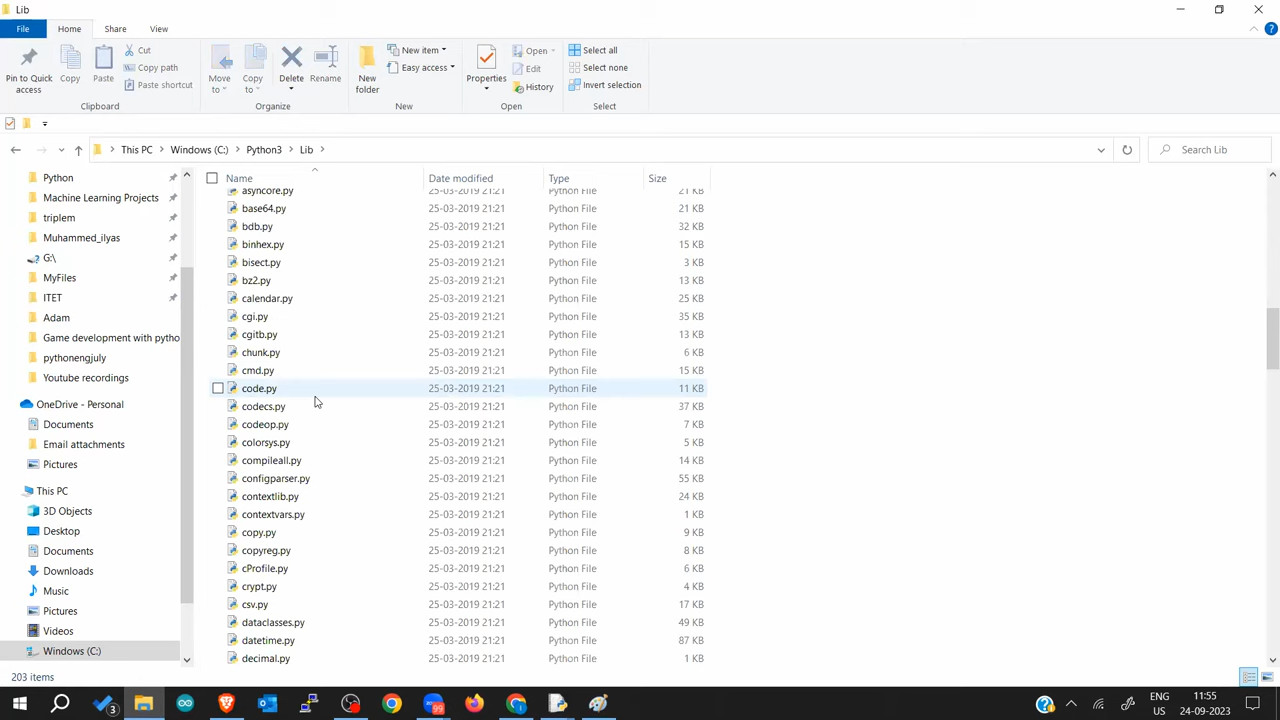 Lib
File Home Share View
Pin to Quick access
Copy
Paste
Cut
Copy path
Paste shortcut
Clipboard
Move to
Copy to
Delete
Rename
Organize
New folder
New item
Easy access
New
Properties
Open
Edit
History
Open
Select all
Select none
Invert selection
Select
This PC > Windows (C:) > Python3 > Lib >
Search Lib
Python
Machine Learning Projects
triplem
Muhammed_ilyas
G:\
MyFiles
ITET
Adam
Game development with pytho
pythonengjuly
Youtube recordings
OneDrive - Personal
Documents
Email attachments
Pictures
This PC
3D Objects
Desktop
Documents
Downloads
Music
Pictures
Videos
Windows (C:)
Name Date modified Type Size
asyncore.py 25-03-2019 21:21 Python File 21 KB
base64.py 25-03-2019 21:21 Python File 21 KB
bdb.py 25-03-2019 21:21 Python File 32 KB
binhex.py 25-03-2019 21:21 Python File 15 KB
bisect.py 25-03-2019 21:21 Python File 3 KB
bz2.py 25-03-2019 21:21 Python File 13 KB
calendar.py 25-03-2019 21:21 Python File 25 KB
cgi.py 25-03-2019 21:21 Python File 35 KB
cgitb.py 25-03-2019 21:21 Python File 13 KB
chunk.py 25-03-2019 21:21 Python File 6 KB
cmd.py 25-03-2019 21:21 Python File 15 KB
code.py 25-03-2019 21:21 Python File 11 KB
codecs.py 25-03-2019 21:21 Python File 37 KB
codeop.py 25-03-2019 21:21 Python File 7 KB
colorsys.py 25-03-2019 21:21 Python File 5 KB
compileall.py 25-03-2019 21:21 Python File 14 KB
configparser.py 25-03-2019 21:21 Python File 55 KB
contextlib.py 25-03-2019 21:21 Python File 24 KB
contextvars.py 25-03-2019 21:21 Python File 1 KB
copy.py 25-03-2019 21:21 Python File 9 KB
copyreg.py 25-03-2019 21:21 Python File 8 KB
cProfile.py 25-03-2019 21:21 Python File 6 KB
crypt.py 25-03-2019 21:21 Python File 4 KB
csv.py 25-03-2019 21:21 Python File 17 KB
dataclasses.py 25-03-2019 21:21 Python File 49 KB
datetime.py 25-03-2019 21:21 Python File 87 KB
decimal.py 25-03-2019 21:21 Python File 1 KB
203 items
3
99
ENG
US
11:55
24-09-2023